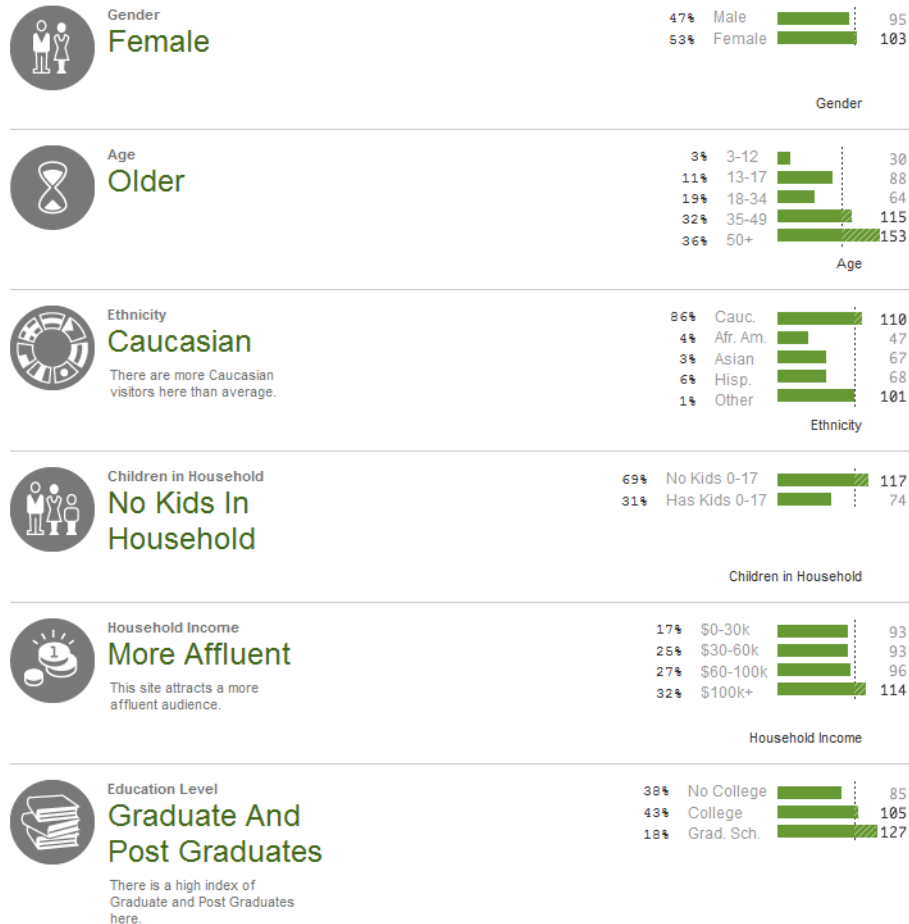 Gender
Female
47% Male 95
53% Female 103
Gender
Age
Older
3% 3-12 30
11% 13-17 88
19% 18-34 64
32% 35-49 115
36% 50+ 153
Age
Ethnicity
Caucasian
There are more Caucasian
visitors here than average.
86% Cauc. 110
4% Afr. Am. 47
3% Asian 67
6% Hisp. 68
1% Other 101
Ethnicity
Children in Household
No Kids In
Household
69% No Kids 0-17 117
31% Has Kids 0-17 74
Children in Household
1
Household Income
More Affluent
This site attracts a more
affluent audience.
17% $0-30k 93
25% $30-60k 93
27% $60-100k 96
32% $100k+ 114
Household Income
Education Level
Graduate And
Post Graduates
There is a high index of
Graduate and Post Graduates
here.
38% No College 85
43% College 105
18% Grad. Sch. 127